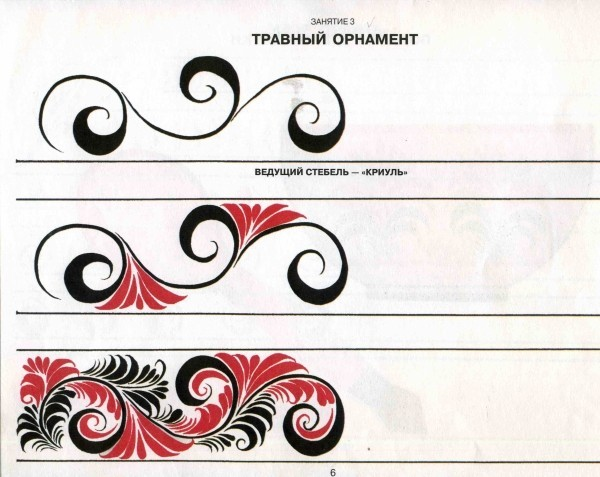 ЗАНЯТИЕ 3
ТРАВНЫЙ ОРНАМЕНТ
ВЕДУЩИЙ СТЕБЕЛЬ — «КРИУЛЬ»
6